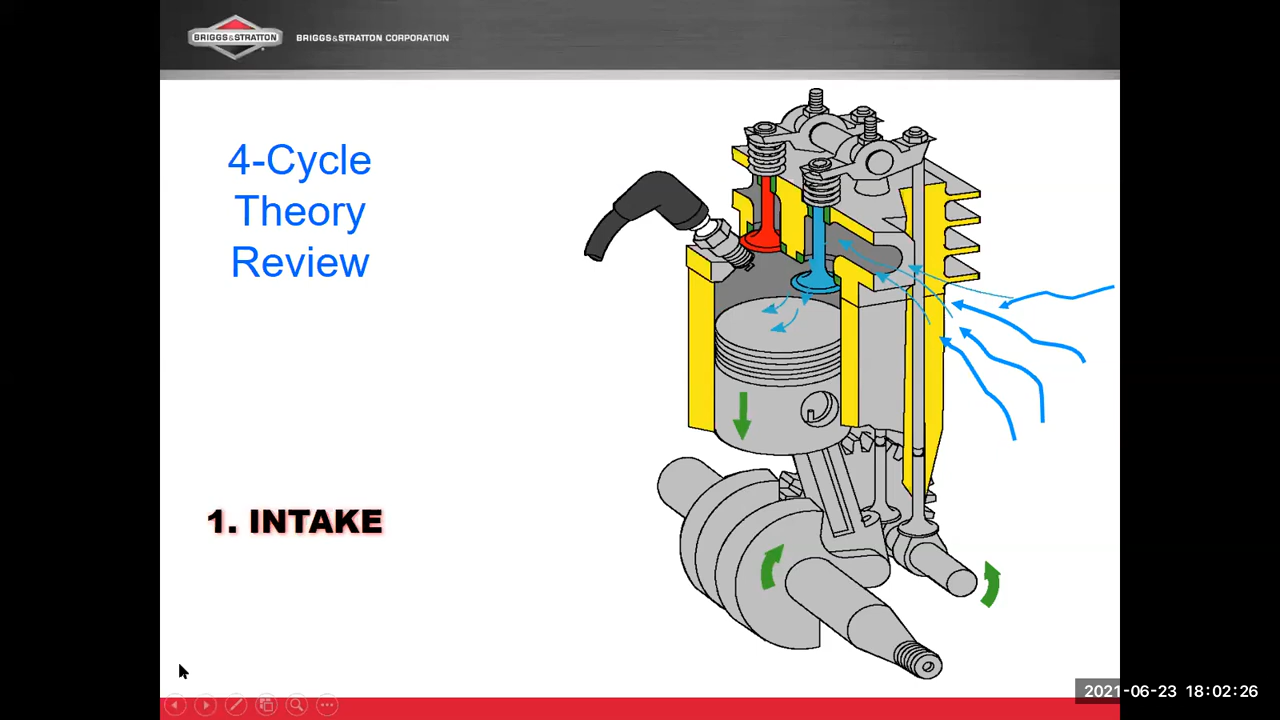 BRIGGS&STRATTON
BRIGGS&STRATTON CORPORATION
4-Cycle
Theory
Review
1. INTAKE
2021-06-23 18:02:26